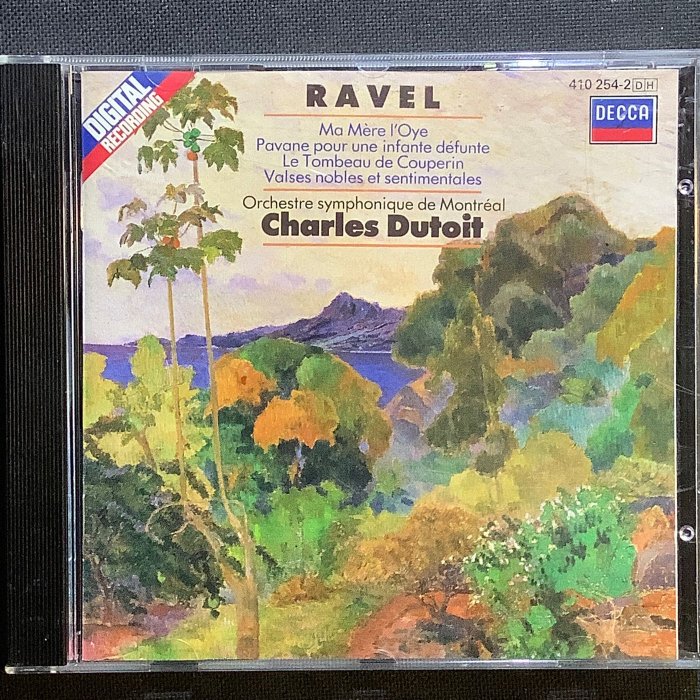 DIGITAL
RECORDING
RAVEL
410 254-2 DH
DECCA
Ma Mère l'Oye
Pavane pour une infante défunte
Le Tombeau de Couperin
Valses nobles et sentimentales
Orchestre symphonique de Montréal
Charles Dutoit